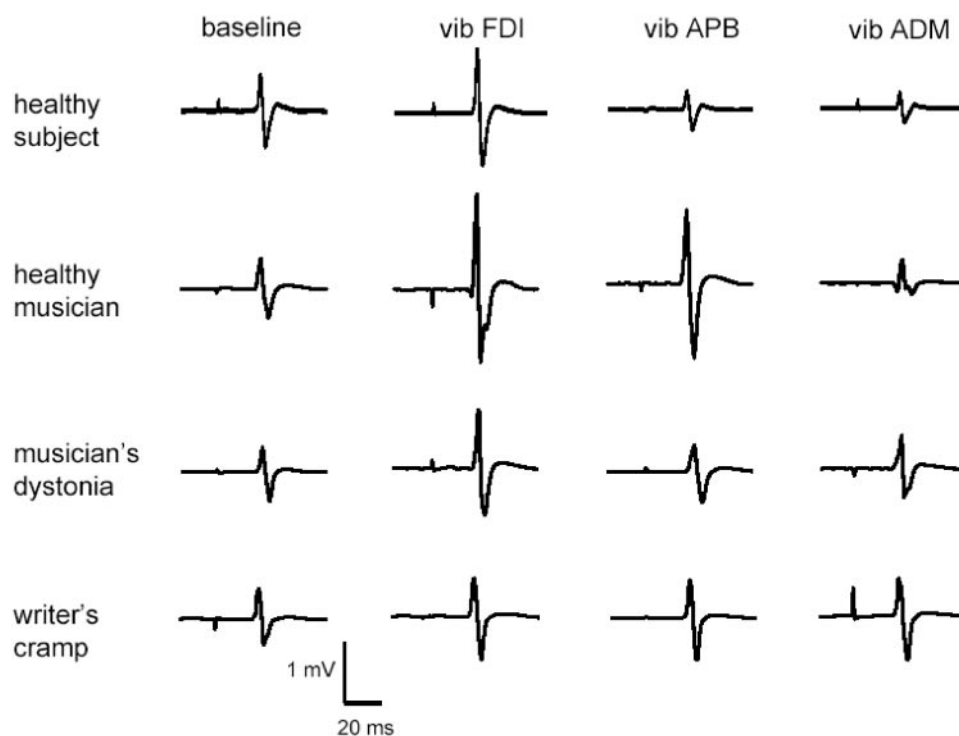 baseline
vib FDI
vib APB
vib ADM
healthy
subject
healthy
musician
musician's
dystonia
writer's
cramp
1 mV
20 ms